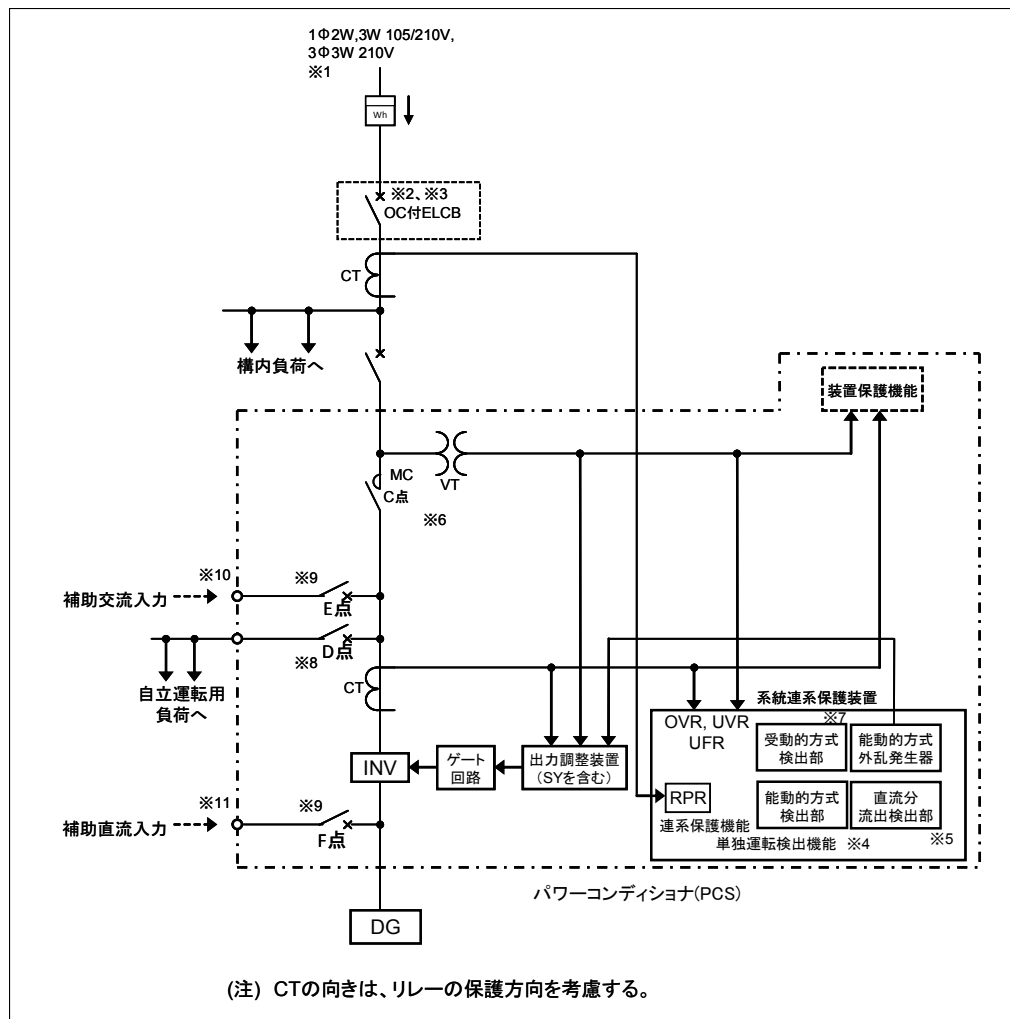 1Φ2W,3W 105/210V,
3Φ3W 210V
※1
Wh
※2、※3
OC付ELCB
CT
構内負荷へ
装置保護機能
MC
VT
C点
※6
※10
※9
補助交流入力
E点
D点
※8
自立運転用
負荷へ
CT
系統連系保護装置
OVR, UVR
UFR
※7
受動的方式
検出部
能動的方式
外乱発生器
INV
ゲート
回路
出力調整装置
(SYを含む)
RPR
能動的方式
検出部
直流分
流出検出部
連系保護機能
単独運転検出機能 ※4
※5
※11
※9
補助直流入力
F点
パワーコンディショナ(PCS)
DG
(注) CTの向きは、リレーの保護方向を考慮する。